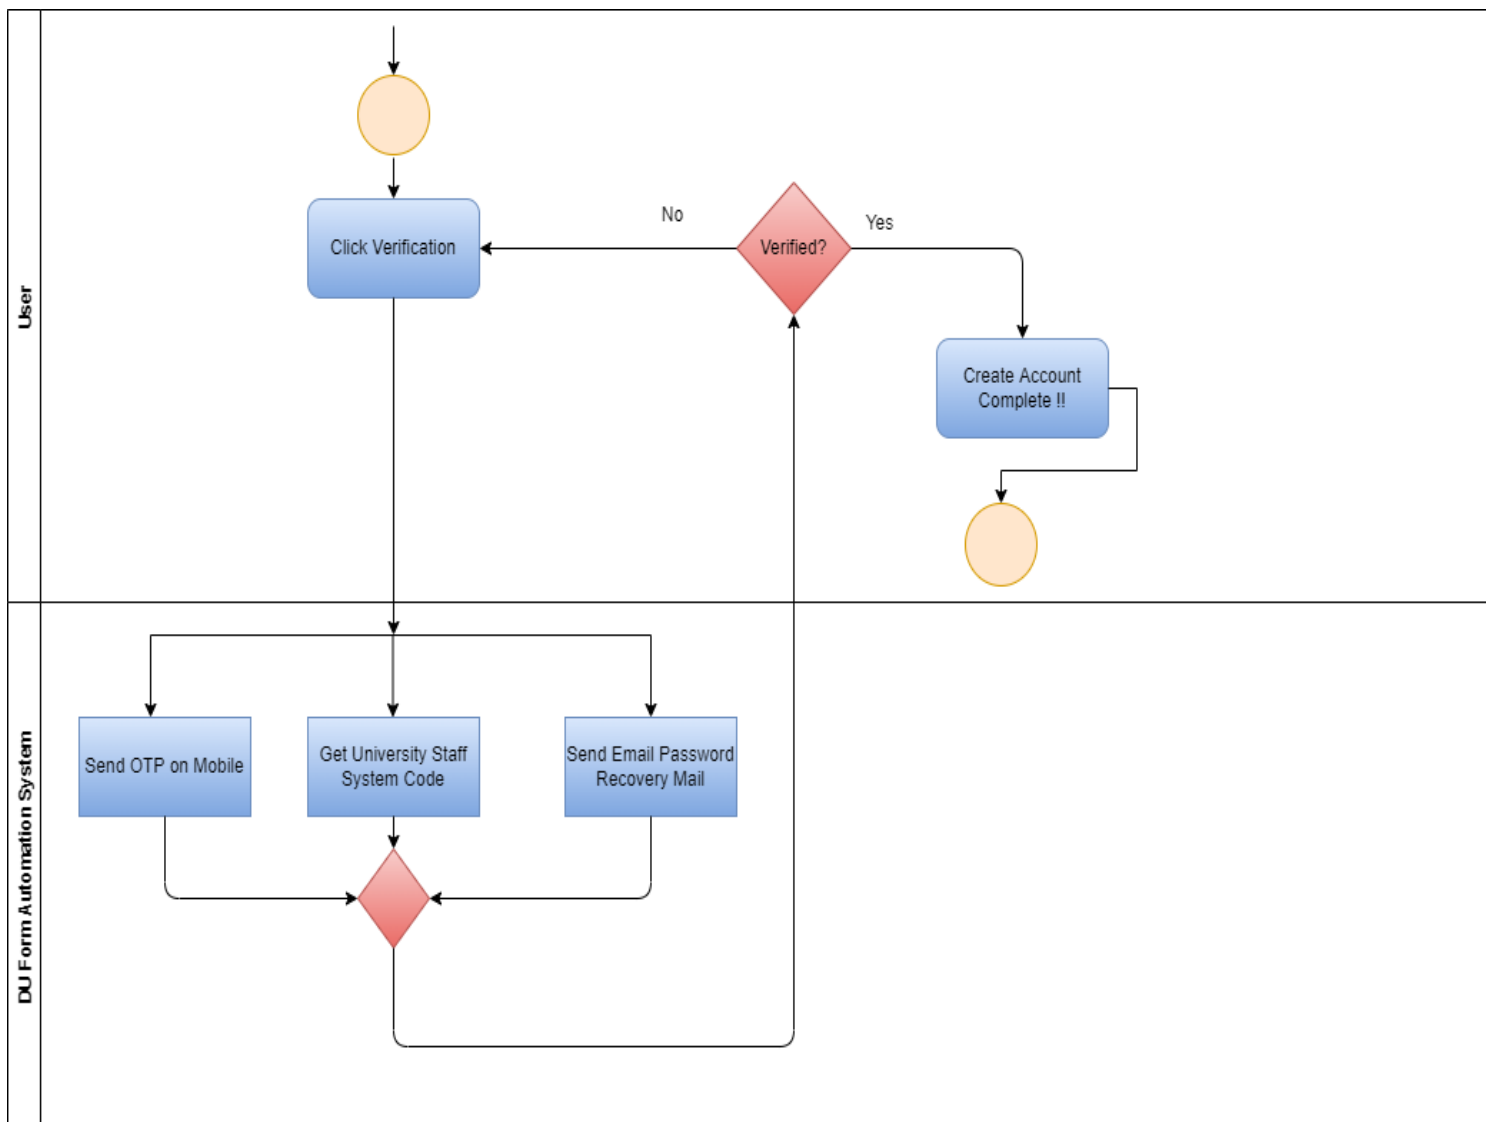 User
Click Verification
No
Verified?
Yes
Create Account
Complete !!
DU Form Automation System
Send OTP on Mobile
Get University Staff
System Code
Send Email Password
Recovery Mail